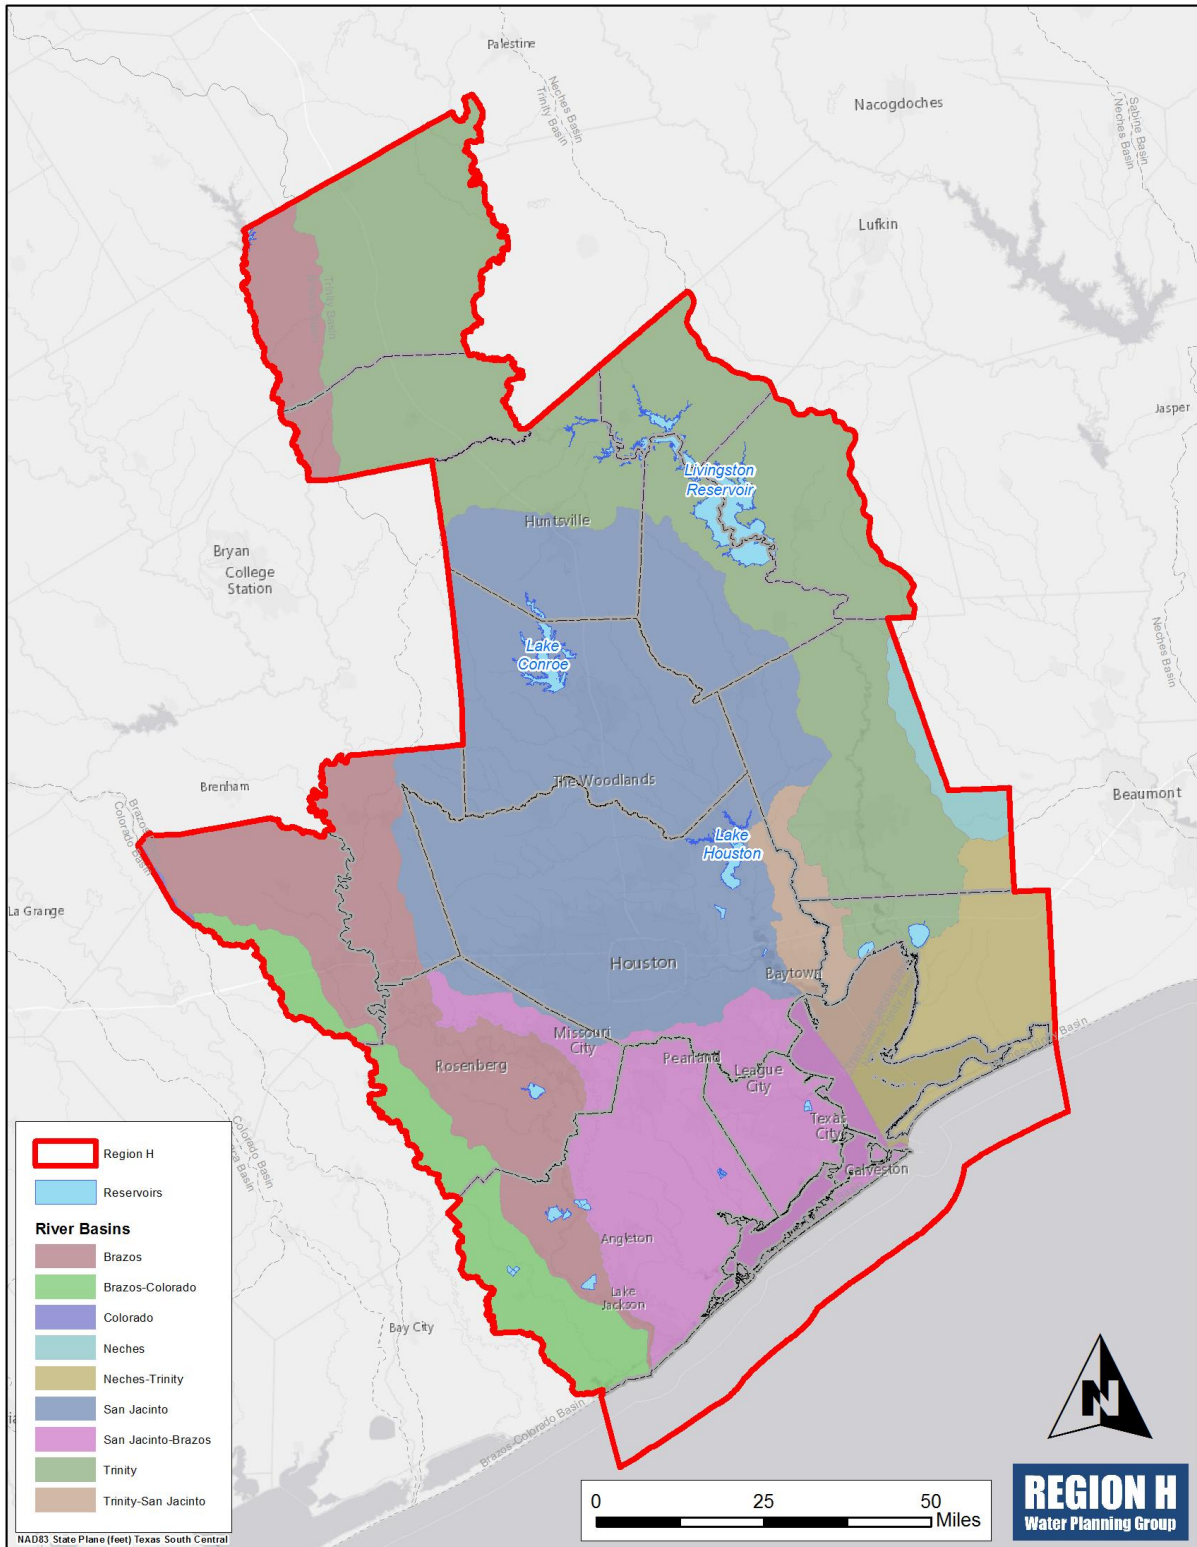 Palestine
Neches Basin
Trinity Basin
Nacogdoches
Sabine Basin
Neches Basin
Lufkin
Trinity Basin
Jasper
Livingston
Reservoir
Huntsville
Bryan
College
Station
Neches Basin
Lake
Conroe
The Woodlands
Brenham
Beaumont
Brazos
Colorado Basin
Lake
Houston
La Grange
Houston
Baytown
Missouri
City
Pearland
Rosenberg
League
City
Texas
City
Galveston
Colorado Basin
Angleton
Lake
Jackson
Bay City
Brazos-Colorado Basin
Region H
Reservoirs
River Basins
Brazos
Brazos-Colorado
Colorado
Neches
Neches-Trinity
San Jacinto
San Jacinto-Brazos
Trinity
Trinity-San Jacinto
NAD83 State Plane (feet) Texas South Central
0 25 50
Miles
N
REGION H
Water Planning Group